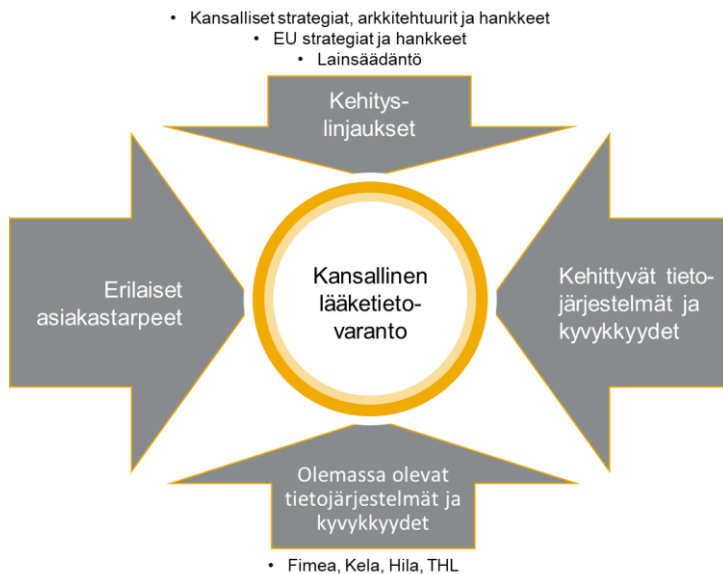 • Kansalliset strategiat, arkkitehtuurit ja hankkeet
• EU strategiat ja hankkeet
• Lainsäädäntö
Kehitys-
linjaukset
Erilaiset
asiakastarpeet
Kansallinen
lääketieto-
varanto
Kehittyvät tieto-
järjestelmät ja
kyvykkyydet
Olemassa olevat
tietojärjestelmät ja
kyvykkyydet
• Fimea, Kela, Hila, THL